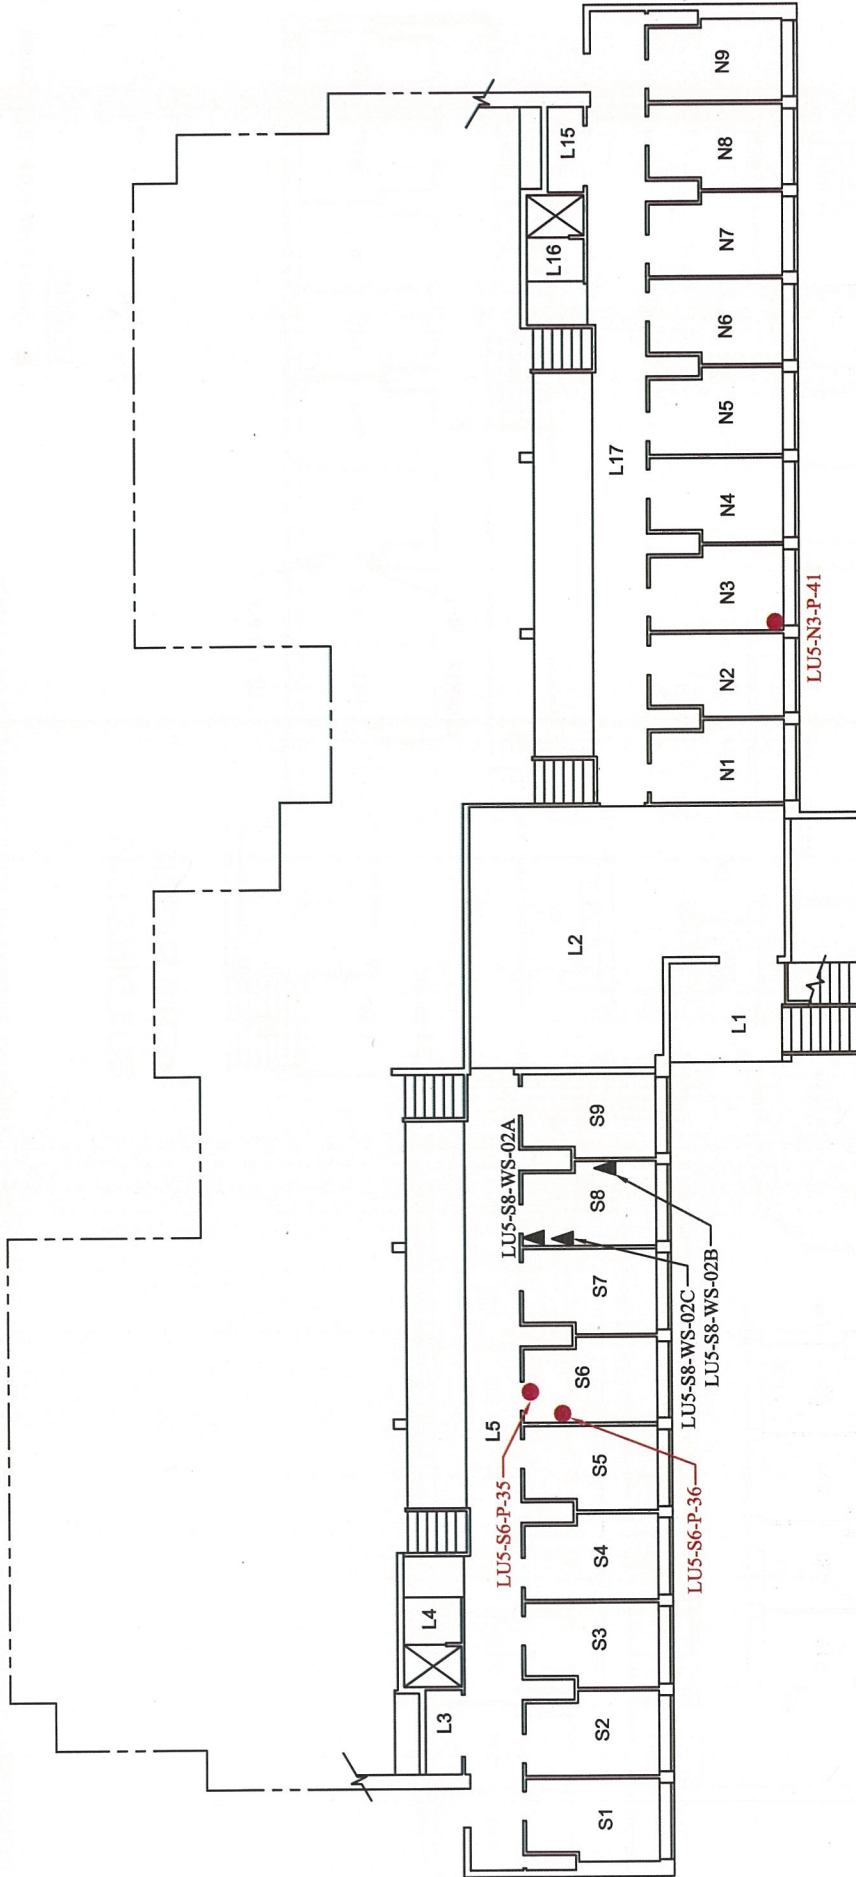 L3
L4
L5
S1
S2
S3
S4
S5
S6
S7
S8
S9
LU5-S6-P-35
LU5-S6-P-36
LU5-S8-WS-02A
LU5-S8-WS-02C
LU5-S8-WS-02B
L1
L2
L15
L16
L17
N1
N2
N3
N4
N5
N6
N7
N8
N9
LU5-N3-P-41